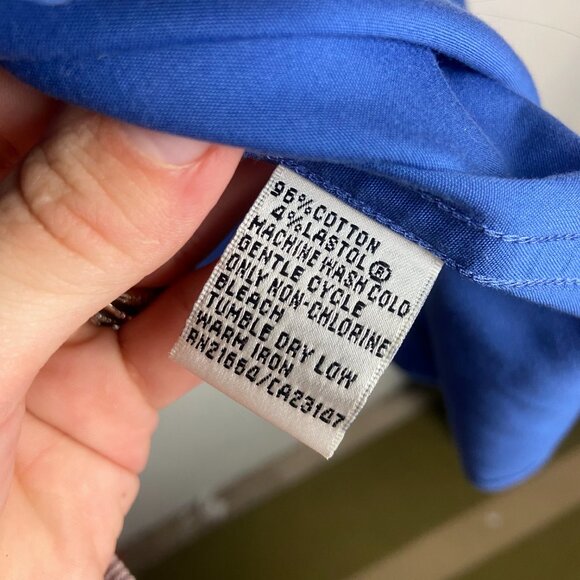 96%COTTON
4%LASTOL®
MACHINE WASH COLD
GENTLE CYCLE
ONLY NON-CHLORINE
BLEACH
TUMBLE DRY LOW
WARM IRON
RN21664/CA23147